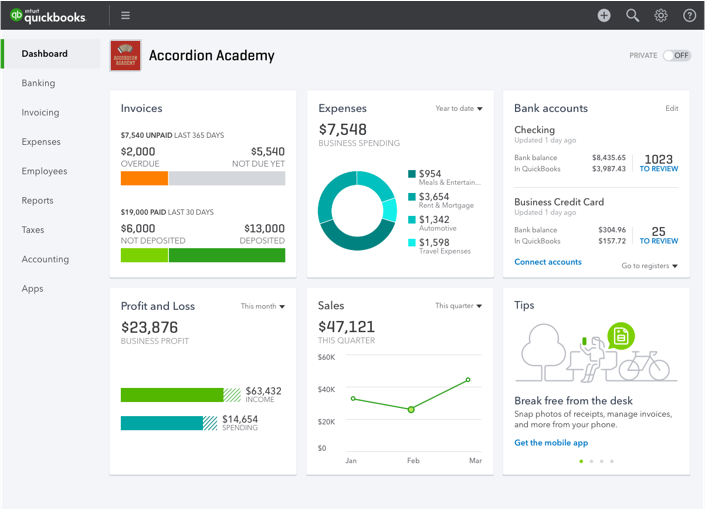 intuit
qb quickbooks.
Dashboard
Banking
Invoicing
Expenses
Employees
Reports
Taxes
Accounting
Apps
ACCORDION
ACADEMY
Accordion Academy
PRIVATE OFF
Invoices
$7,540 UNPAID LAST 365 DAYS
$2,000 $5,540
OVERDUE NOT DUE YET
$19,000 PAID LAST 30 DAYS
$6,000 $13,000
NOT DEPOSITED DEPOSITED
Expenses Year to date
$7,548
BUSINESS SPENDING
$954
Meals & Entertain...
$3,654
Rent & Mortgage
$1,342
Automotive
$1,598
Travel Expenses
Bank accounts Edit
Checking
Updated 1 day ago
Bank balance $8,435.65
In QuickBooks $3,987.43
1023
TO REVIEW
Business Credit Card
Updated 1 day ago
Bank balance $304.96
In QuickBooks $157.72
25
TO REVIEW
Connect accounts Go to registers
Profit and Loss This month
$23,876
BUSINESS PROFIT
$63,432
INCOME
$14,654
SPENDING
Sales This quarter
$47,121
THIS QUARTER
$60K
$40K
$20K
$0
Jan Feb Mar
Tips
Break free from the desk
Snap photos of receipts, manage invoices,
and more from your phone.
Get the mobile app